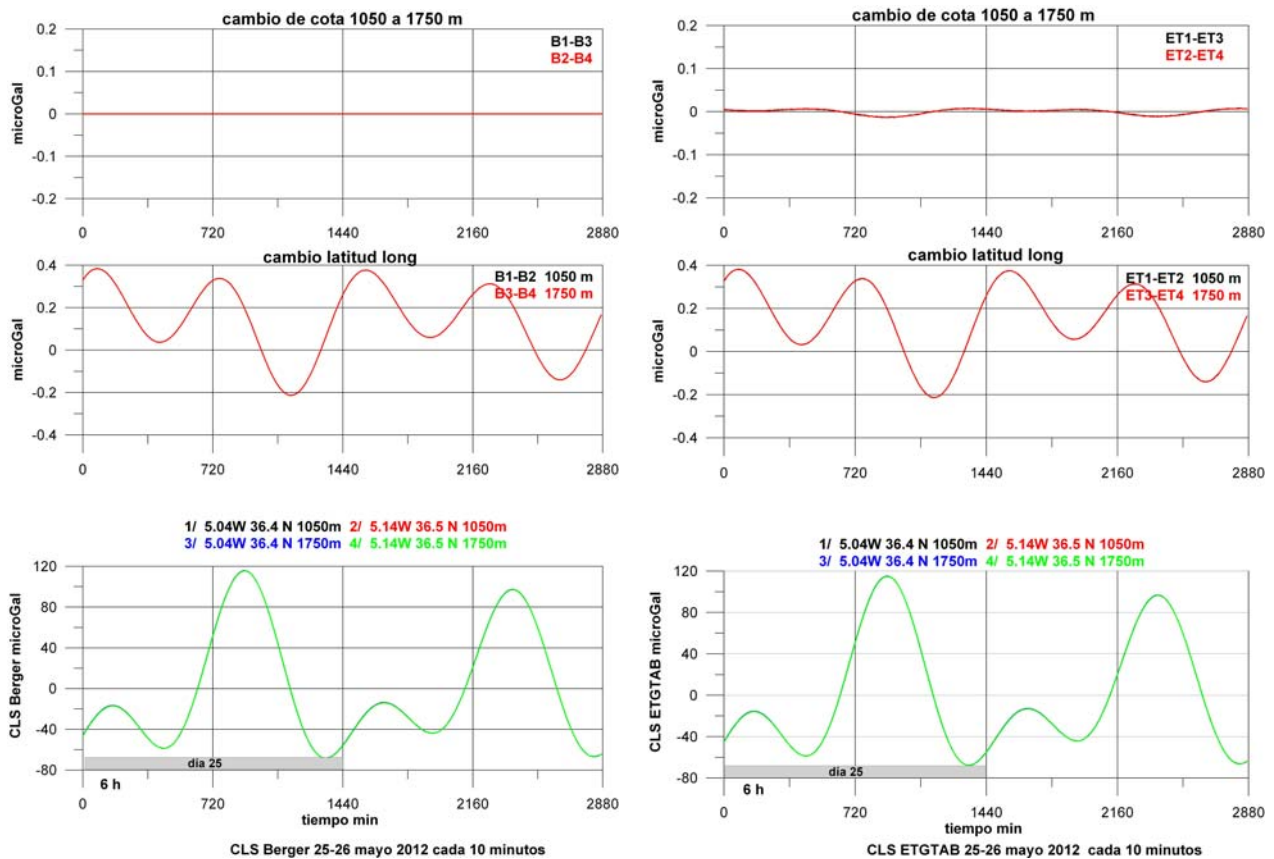 cambio de cota 1050 a 1750 m
0.2
0.1
0
-0.1
-0.2
microGal
B1-B3
B2-B4
0 720 1440 2160 2880
cambio latitud long
0.4
0.2
0
-0.2
-0.4
microGal
B1-B2 1050 m
B3-B4 1750 m
0 720 1440 2160 2880
1/ 5.04W 36.4 N 1050m 2/ 5.14W 36.5 N 1050m
3/ 5.04W 36.4 N 1750m 4/ 5.14W 36.5 N 1750m
120
80
40
0
-40
-80
CLS Berger microGal
dia 25
6 h
0 720 1440 2160 2880
tiempo min
CLS Berger 25-26 mayo 2012 cada 10 minutos
cambio de cota 1050 a 1750 m
0.2
0.1
0
-0.1
-0.2
microGal
ET1-ET3
ET2-ET4
0 720 1440 2160 2880
cambio latitud long
0.4
0.2
0
-0.2
-0.4
microGal
ET1-ET2 1050 m
ET3-ET4 1750 m
0 720 1440 2160 2880
1/ 5.04W 36.4 N 1050m 2/ 5.14W 36.5 N 1050m
3/ 5.04W 36.4 N 1750m 4/ 5.14W 36.5 N 1750m
120
80
40
0
-40
-80
CLS ETGTAB microGal
dia 25
6 h
0 720 1440 2160 2880
tiempo min
CLS ETGTAB 25-26 mayo 2012 cada 10 minutos